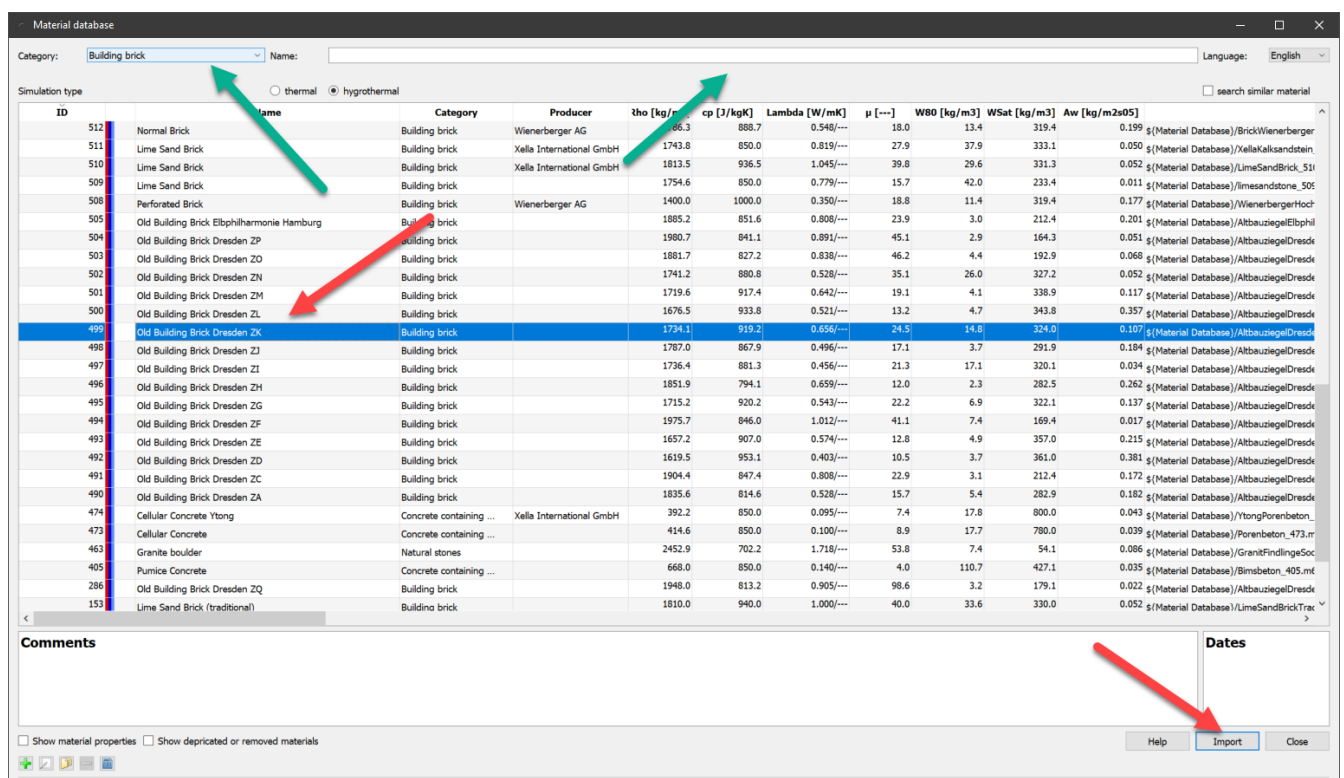 Material database
Category: Building brick Name: Language: English
Simulation type thermal hygrothermal search similar material
ID Name Category Producer Rho [kg/m3] cp [J/kgK] Lambda [W/mK] µ [---] W80 [kg/m3] WSat [kg/m3] Aw [kg/m2s05]
512 Normal Brick Building brick Wienerberger AG 888.7 0.548/--- 18.0 13.4 319.4 0.199 ${Material Database}/BrickWienerberger
511 Lime Sand Brick Building brick Xella International GmbH 1743.8 850.0 0.819/--- 27.9 37.9 333.1 0.050 ${Material Database}/XellaKalksandstein_
510 Lime Sand Brick Building brick Xella International GmbH 1813.5 936.5 1.045/--- 39.8 29.6 331.3 0.052 ${Material Database}/LimeSandBrick_51
509 Lime Sand Brick Building brick 1754.6 850.0 0.779/--- 15.7 42.0 233.4 0.011 ${Material Database}/limesandstone_509
508 Perforated Brick Building brick Wienerberger AG 1400.0 1000.0 0.350/--- 18.8 11.4 319.4 0.177 ${Material Database}/WienerbergerHoch
505 Old Building Brick Elbphilharmonie Hamburg Building brick 1885.2 851.6 0.808/--- 23.9 3.0 212.4 0.201 ${Material Database}/AltbauziegelElbphil
504 Old Building Brick Dresden ZP Building brick 1980.7 841.1 0.891/--- 45.1 2.9 164.3 0.051 ${Material Database}/AltbauziegelDresde
503 Old Building Brick Dresden ZO Building brick 1881.7 827.2 0.838/--- 46.2 4.4 192.9 0.068 ${Material Database}/AltbauziegelDresde
502 Old Building Brick Dresden ZN Building brick 1741.2 880.8 0.528/--- 35.1 26.0 327.2 0.052 ${Material Database}/AltbauziegelDresde
501 Old Building Brick Dresden ZM Building brick 1719.6 917.4 0.642/--- 19.1 4.1 338.9 0.117 ${Material Database}/AltbauziegelDresde
500 Old Building Brick Dresden ZL Building brick 1676.5 933.8 0.521/--- 13.2 4.7 343.8 0.357 ${Material Database}/AltbauziegelDresde
499 Old Building Brick Dresden ZK Building brick 1734.1 919.2 0.656/--- 24.5 14.8 324.0 0.107 ${Material Database}/AltbauziegelDresde
498 Old Building Brick Dresden ZJ Building brick 1787.0 867.9 0.496/--- 17.1 3.7 291.9 0.184 ${Material Database}/AltbauziegelDresde
497 Old Building Brick Dresden ZI Building brick 1736.4 881.3 0.456/--- 21.3 17.1 320.1 0.034 ${Material Database}/AltbauziegelDresde
496 Old Building Brick Dresden ZH Building brick 1851.9 794.1 0.659/--- 12.0 2.3 282.5 0.262 ${Material Database}/AltbauziegelDresde
495 Old Building Brick Dresden ZG Building brick 1715.2 920.2 0.543/--- 22.2 6.9 322.1 0.137 ${Material Database}/AltbauziegelDresde
494 Old Building Brick Dresden ZF Building brick 1975.7 846.0 1.012/--- 41.1 7.4 169.4 0.017 ${Material Database}/AltbauziegelDresde
493 Old Building Brick Dresden ZE Building brick 1657.2 907.0 0.574/--- 12.8 4.9 357.0 0.215 ${Material Database}/AltbauziegelDresde
492 Old Building Brick Dresden ZD Building brick 1619.5 953.1 0.403/--- 10.5 3.7 361.0 0.381 ${Material Database}/AltbauziegelDresde
491 Old Building Brick Dresden ZC Building brick 1904.4 847.4 0.808/--- 22.9 3.1 212.4 0.172 ${Material Database}/AltbauziegelDresde
490 Old Building Brick Dresden ZA Building brick 1835.6 814.6 0.528/--- 15.7 5.4 282.9 0.182 ${Material Database}/AltbauziegelDresde
474 Cellular Concrete Ytong Concrete containing ... Xella International GmbH 392.2 850.0 0.095/--- 7.4 17.8 800.0 0.043 ${Material Database}/YtongPorenbeton_
473 Cellular Concrete Concrete containing ... 414.6 850.0 0.100/--- 8.9 17.7 780.0 0.039 ${Material Database}/Porenbeton_473.m
463 Granite boulder Natural stones 2452.9 702.2 1.718/--- 53.8 7.4 54.1 0.086 ${Material Database}/GranitFindlingeSoc
405 Pumice Concrete Concrete containing ... 668.0 850.0 0.140/--- 4.0 110.7 427.1 0.035 ${Material Database}/Bimsbeton_405.m6
286 Old Building Brick Dresden ZQ Building brick 1948.0 813.2 0.905/--- 98.6 3.2 179.1 0.022 ${Material Database}/AltbauziegelDresde
153 Lime Sand Brick (traditional) Building brick 1810.0 940.0 1.000/--- 40.0 33.6 330.0 0.052 ${Material Database}/LimeSandBrickTrac
Comments Dates
Show material properties Show depricated or removed materials Help Import Close